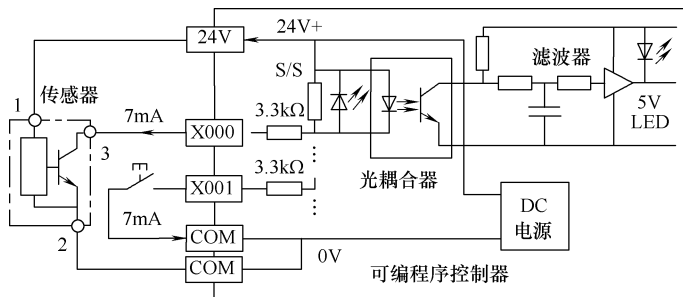 24V
24V+
S/S
滤波器
1
传感器
7mA
3
X000
3.3kΩ
5V
LED
3.3kΩ
光耦合器
X001
7mA
2
COM
COM
0V
DC
电源
可编程序控制器